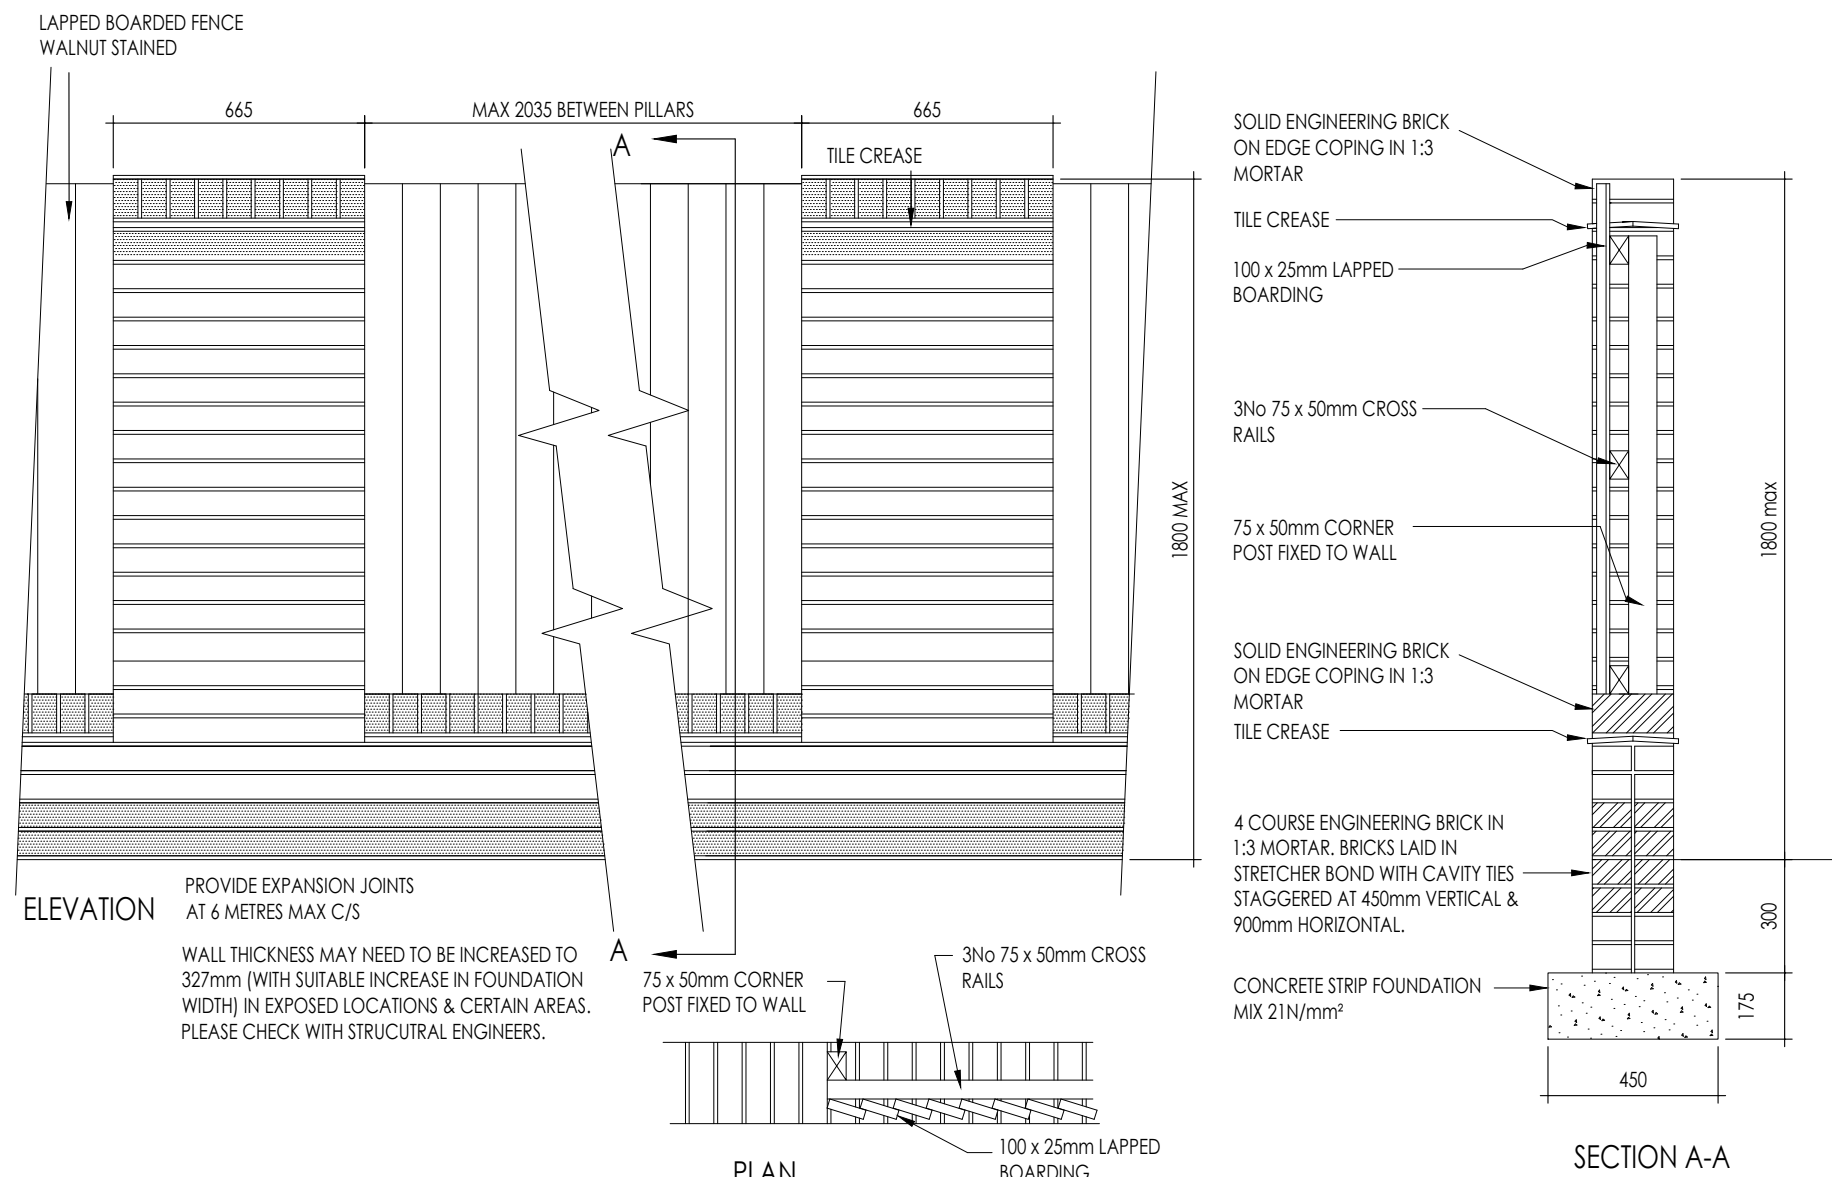 LAPPED BOARDED FENCE
WALNUT STAINED
665
MAX 2035 BETWEEN PILLARS
665
A
TILE CREASE
1800 MAX
ELEVATION
PROVIDE EXPANSION JOINTS
AT 6 METRES MAX C/S
WALL THICKNESS MAY NEED TO BE INCREASED TO
327mm (WITH SUITABLE INCREASE IN FOUNDATION
WIDTH) IN EXPOSED LOCATIONS & CERTAIN AREAS.
PLEASE CHECK WITH STRUCUTRAL ENGINEERS.
A
75 x 50mm CORNER
POST FIXED TO WALL
3No 75 x 50mm CROSS
RAILS
100 x 25mm LAPPED
BOARDING
PLAN
SOLID ENGINEERING BRICK
ON EDGE COPING IN 1:3
MORTAR
TILE CREASE
100 x 25mm LAPPED
BOARDING
3No 75 x 50mm CROSS
RAILS
75 x 50mm CORNER
POST FIXED TO WALL
SOLID ENGINEERING BRICK
ON EDGE COPING IN 1:3
MORTAR
TILE CREASE
4 COURSE ENGINEERING BRICK IN
1:3 MORTAR. BRICKS LAID IN
STRETCHER BOND WITH CAVITY TIES
STAGGERED AT 450mm VERTICAL &
900mm HORIZONTAL.
CONCRETE STRIP FOUNDATION
MIX 21N/mm²
1800 max
300
175
450
SECTION A-A